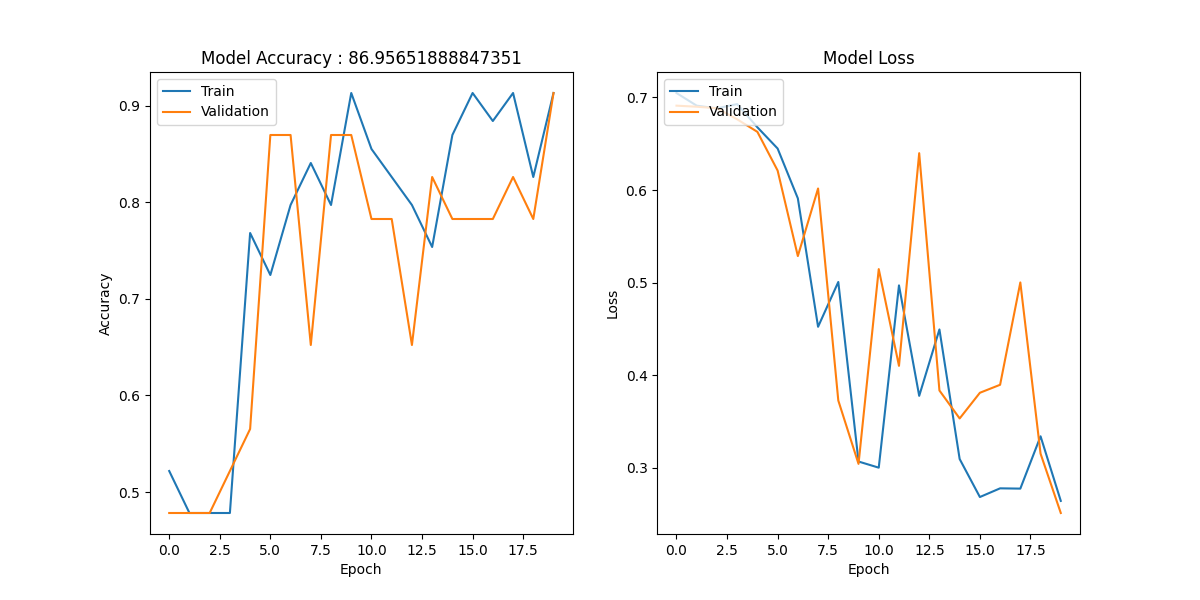 Model Accuracy : 86.95651888847351
Train
Validation
0.9
0.8
0.7
0.6
0.5
Accuracy
0.0 2.5 5.0 7.5 10.0 12.5 15.0 17.5
Epoch
Model Loss
Train
Validation
0.7
0.6
0.5
0.4
0.3
Loss
0.0 2.5 5.0 7.5 10.0 12.5 15.0 17.5
Epoch